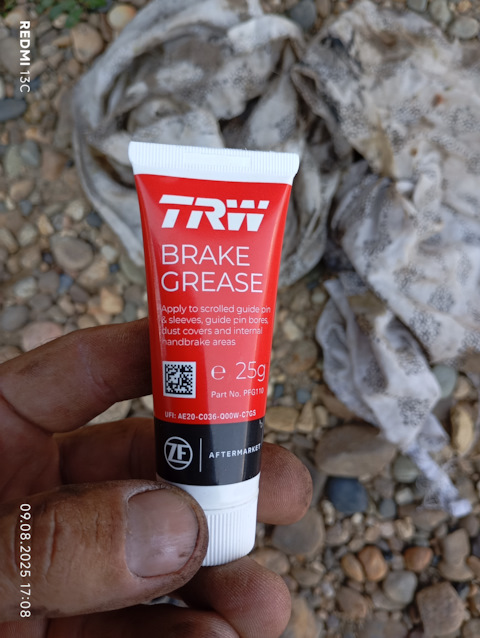 REDMI 13C
TRW
BRAKE
GREASE
Apply to scrolled guide pin
& sleeves, guide pin bores,
dust covers and internal
handbrake areas
e 25g
Part No. PFG110
UFI: AE20-C036-Q00W-C7GS
ZF AFTERMARKET
09.08.2025 17:08